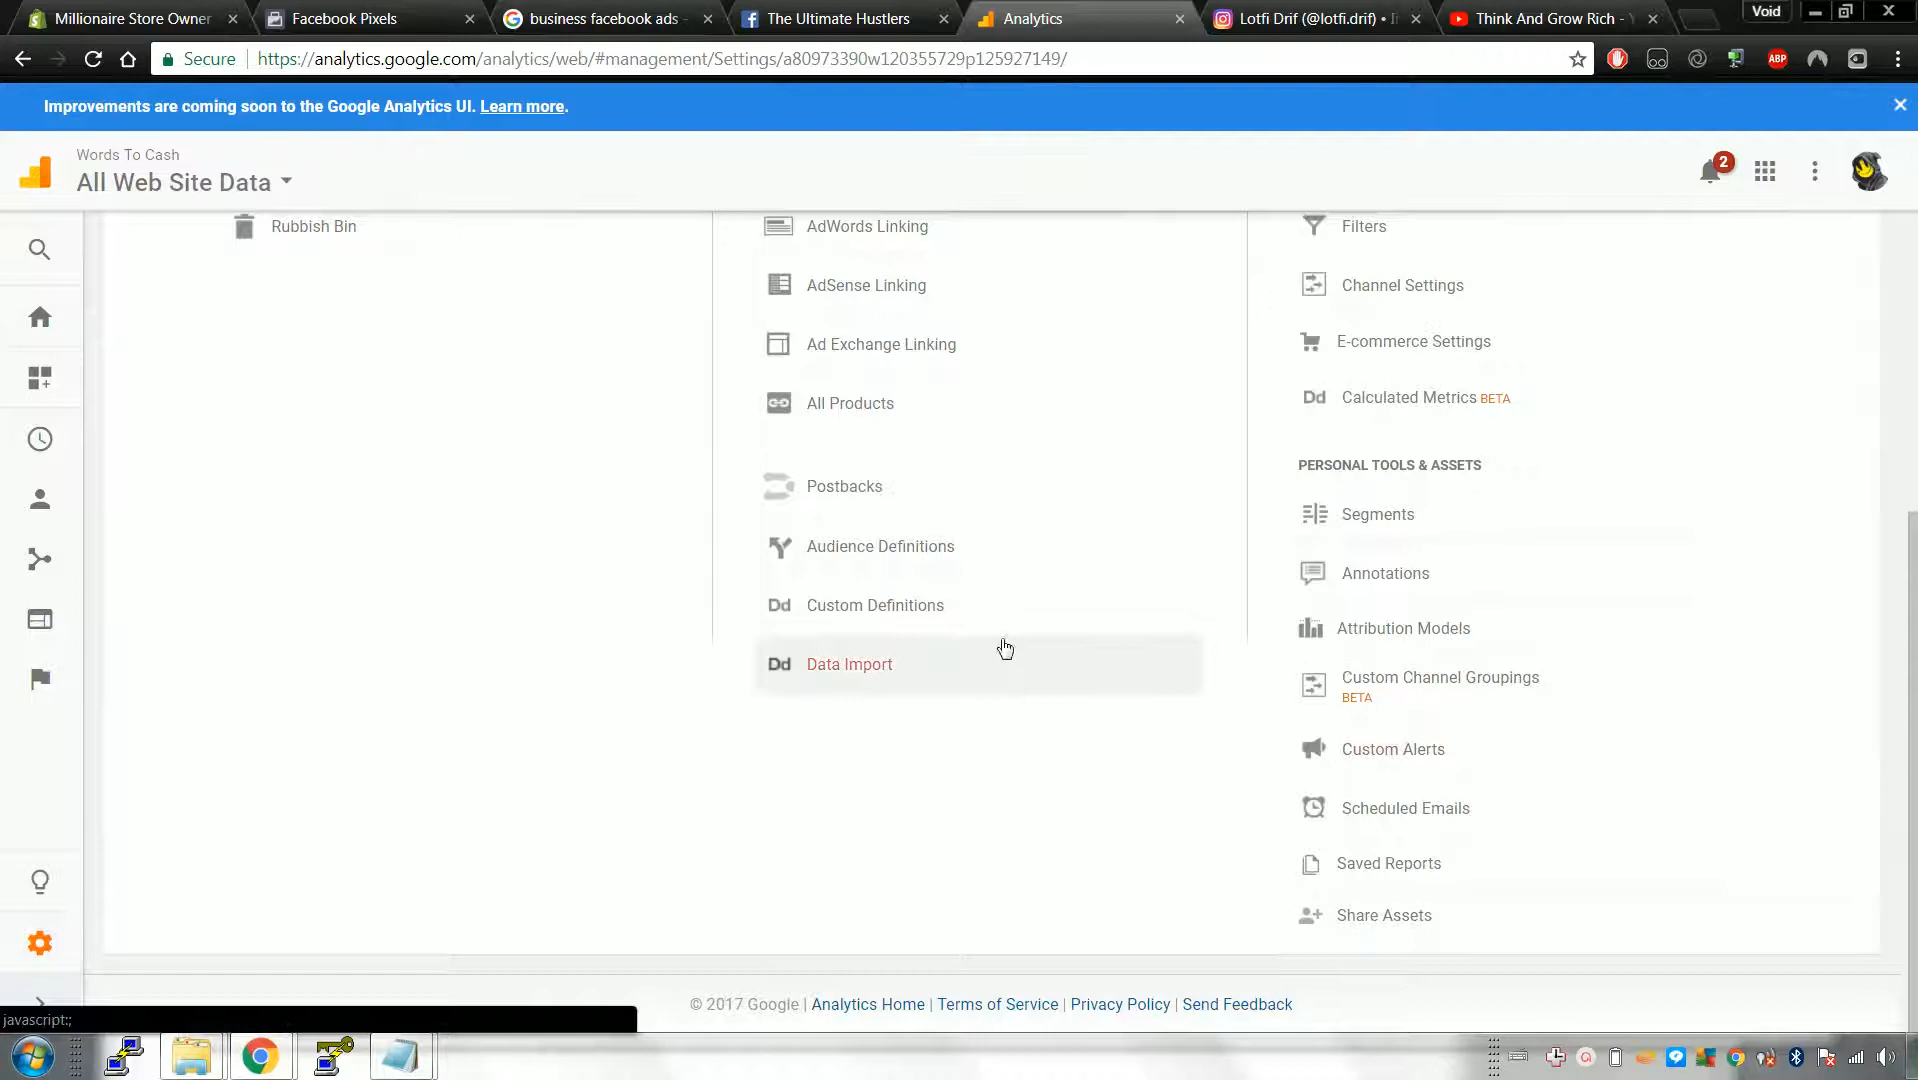 Millionaire Store Owner
Facebook Pixels
business facebook ads -
The Ultimate Hustlers
Analytics
Lotfi Drif (@lotfi.drif) •
Think And Grow Rich -
Void
Secure
https://analytics.google.com/analytics/web/#management/Settings/a80973390w120355729p125927149/
ABP
Improvements are coming soon to the Google Analytics UI. Learn more.
Words To Cash
All Web Site Data
2
Rubbish Bin
AdWords Linking
AdSense Linking
Ad Exchange Linking
All Products
Postbacks
Audience Definitions
Dd Custom Definitions
Dd Data Import
Filters
Channel Settings
E-commerce Settings
Dd Calculated Metrics BETA
PERSONAL TOOLS & ASSETS
Segments
Annotations
Attribution Models
Custom Channel Groupings
BETA
Custom Alerts
Scheduled Emails
Saved Reports
Share Assets
© 2017 Google | Analytics Home | Terms of Service | Privacy Policy | Send Feedback
javascript:;